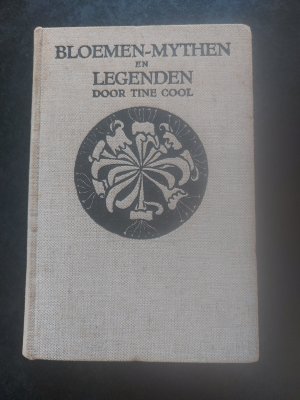 BLOEMEN-MYTHEN
EN
LEGENDEN
DOOR TINE COOL